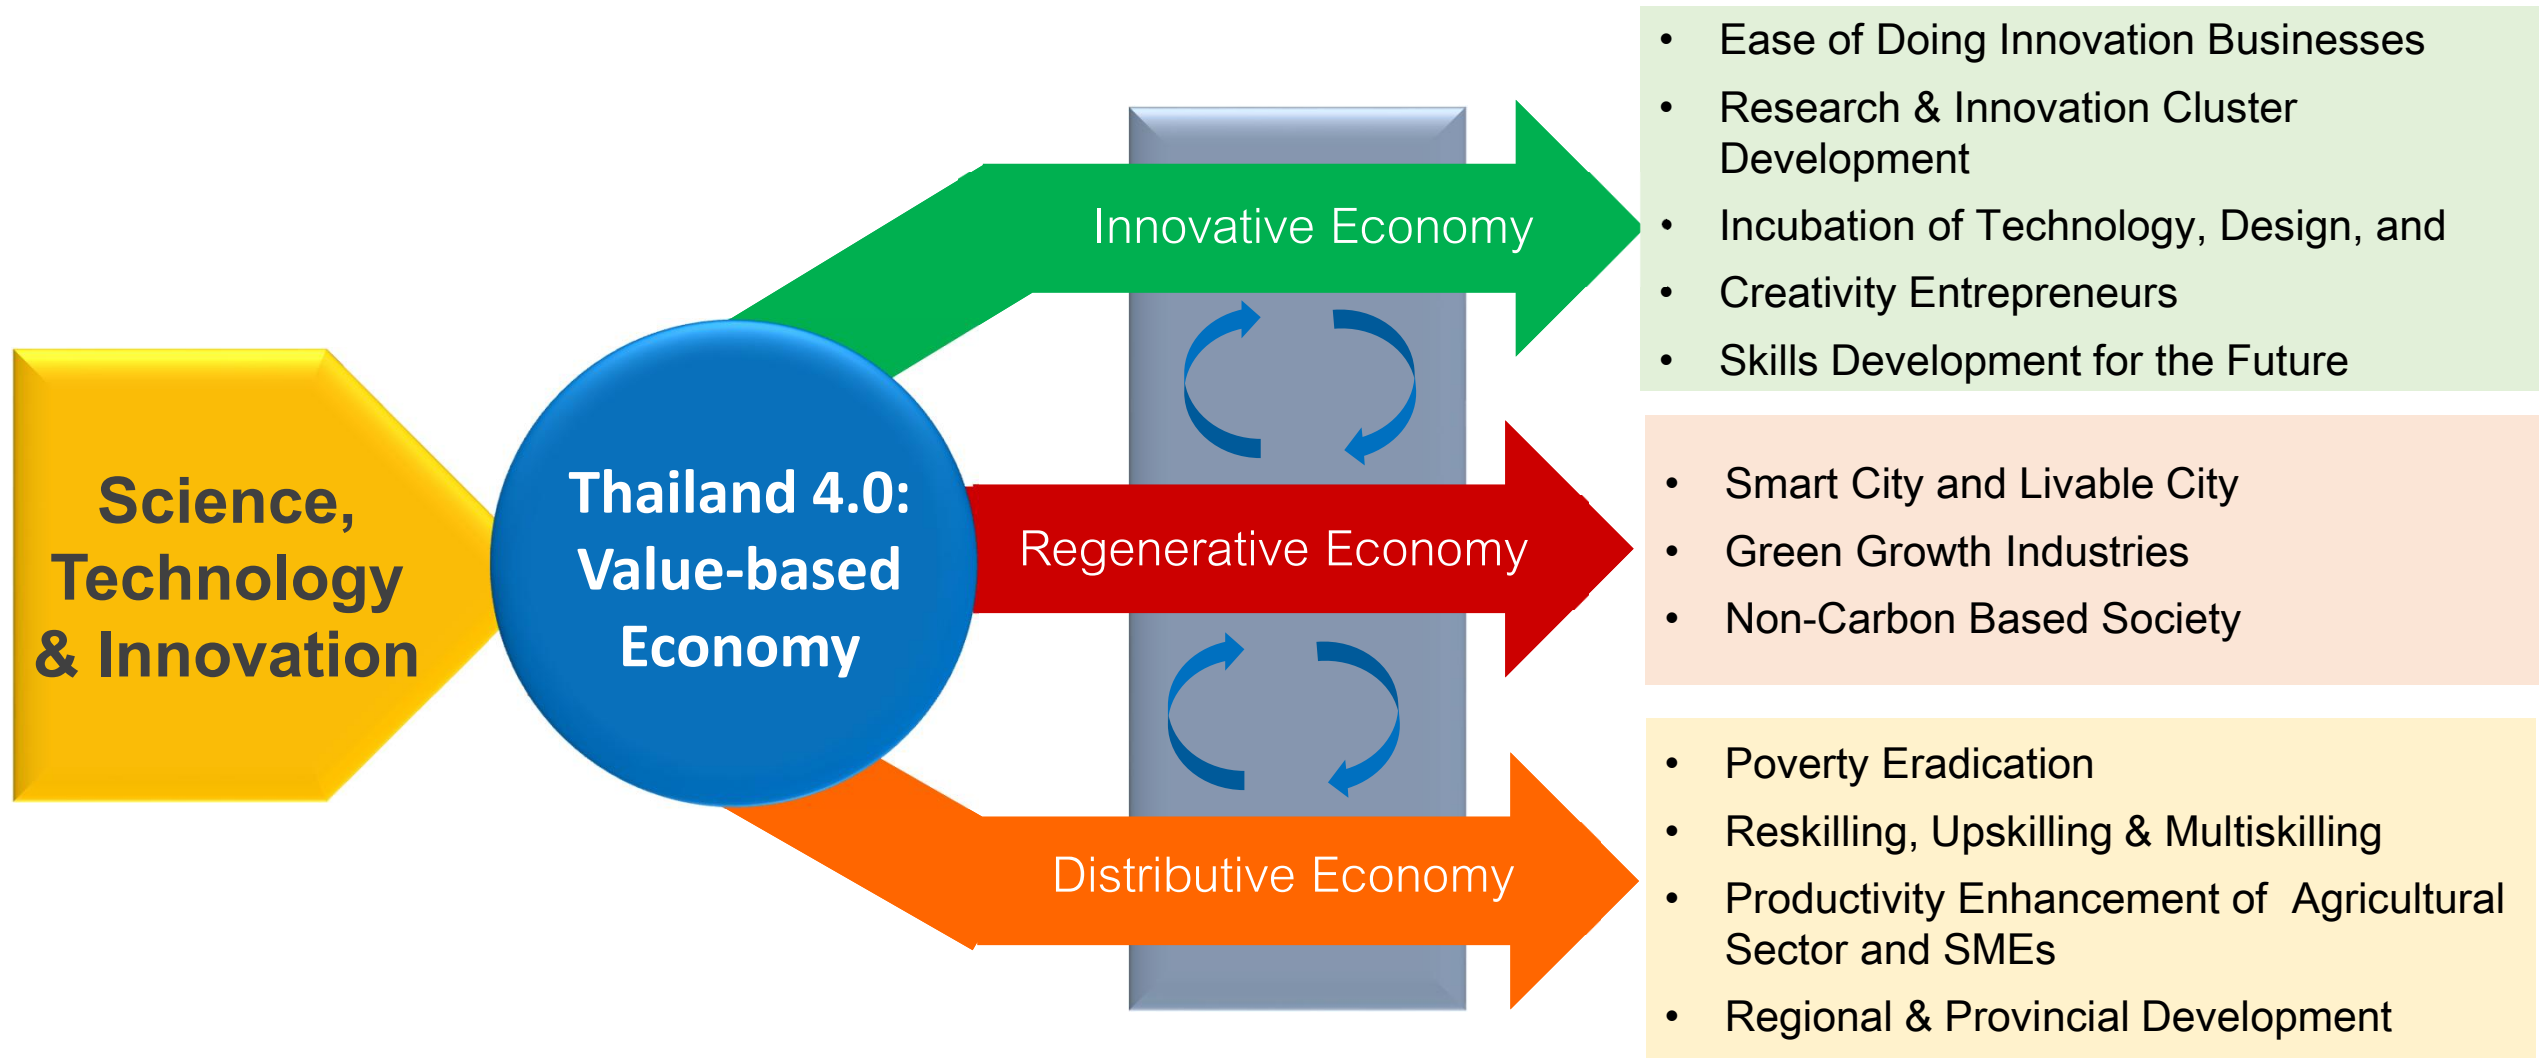 Science,
Technology
& Innovation
Thailand 4.0:
Value-based
Economy
Innovative Economy
• Ease of Doing Innovation Businesses
• Research & Innovation Cluster
Development
• Incubation of Technology, Design, and
• Creativity Entrepreneurs
• Skills Development for the Future
Regenerative Economy
• Smart City and Livable City
• Green Growth Industries
• Non-Carbon Based Society
Distributive Economy
• Poverty Eradication
• Reskilling, Upskilling & Multiskilling
• Productivity Enhancement of  Agricultural
Sector and SMEs
• Regional & Provincial Development